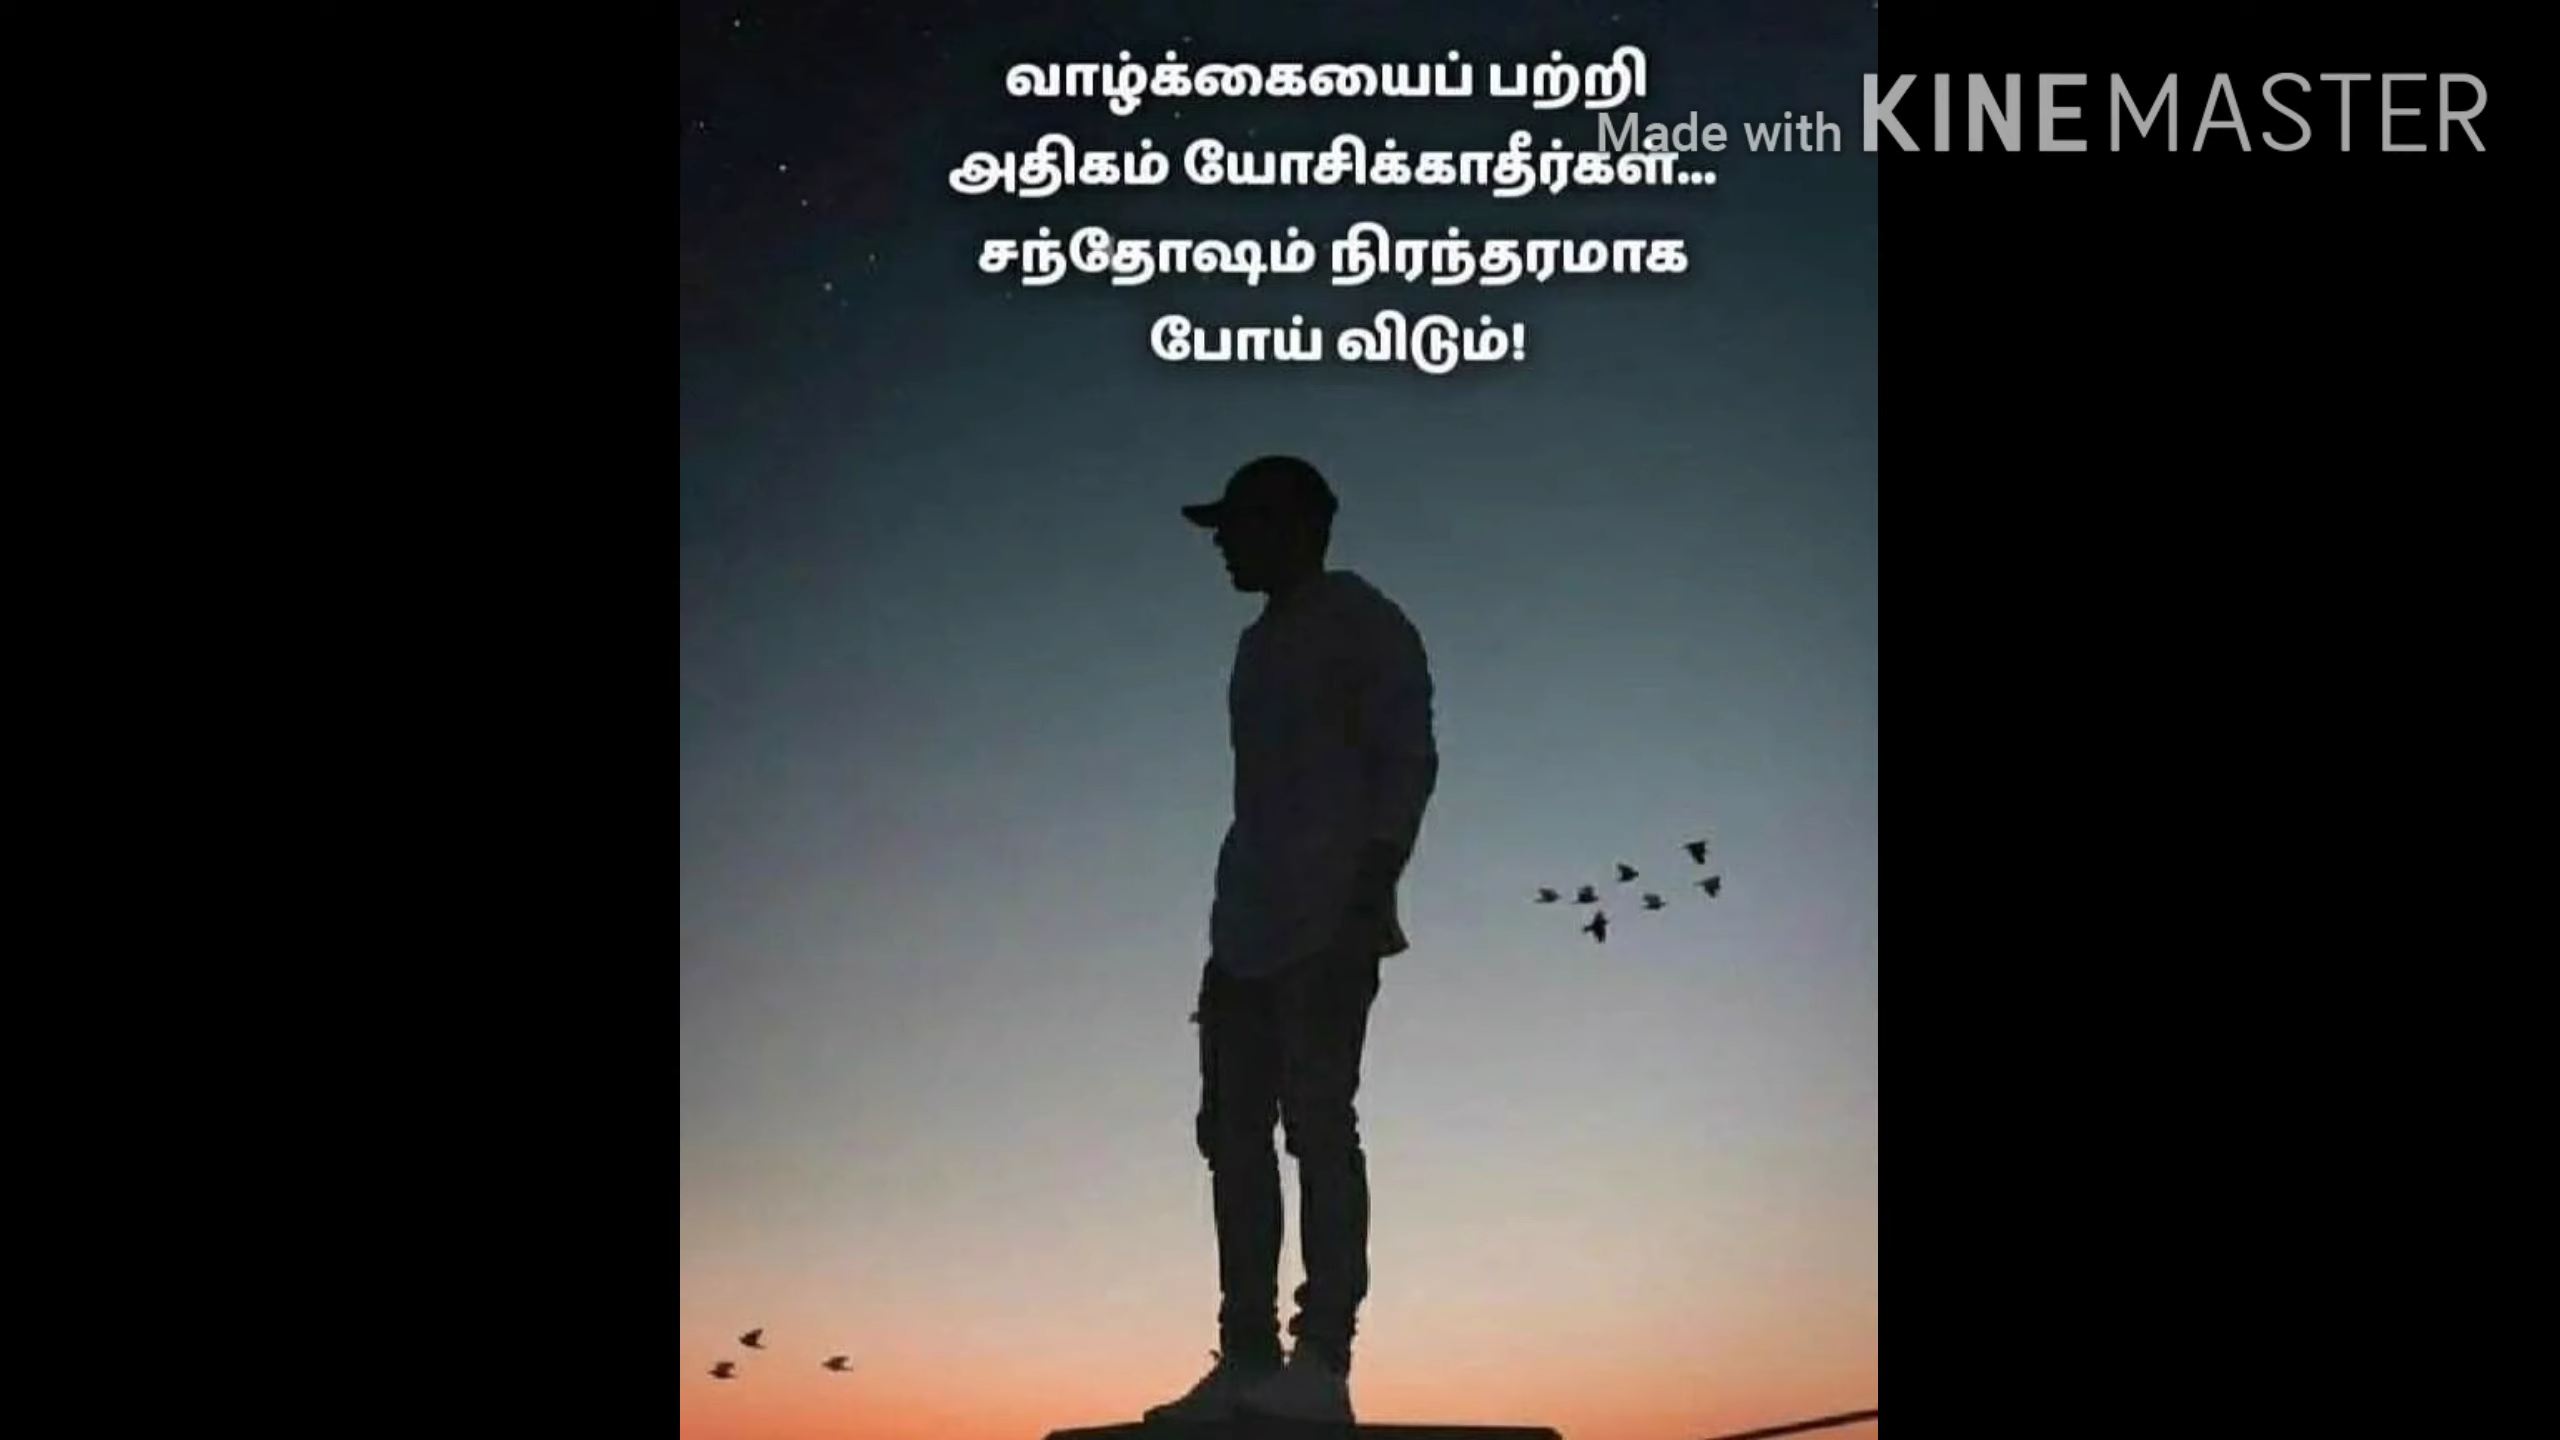 வாழ்க்கையைப் பற்றி
Made with KINEMASTER
அதிகம் யோசிக்காதீர்கள்...
சந்தோஷம் நிரந்தரமாக
போய் விடும்!